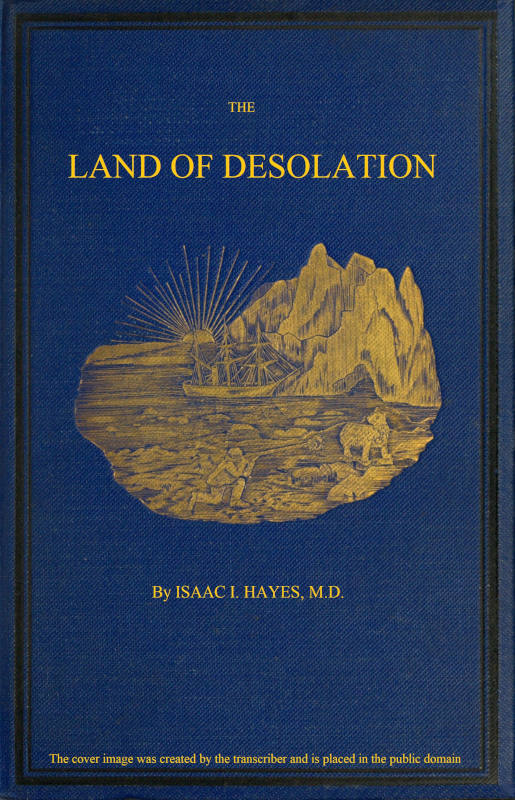 THE
LAND OF DESOLATION
By ISAAC I. HAYES, M.D.
The cover image was created by the transcriber and is placed in the public domain